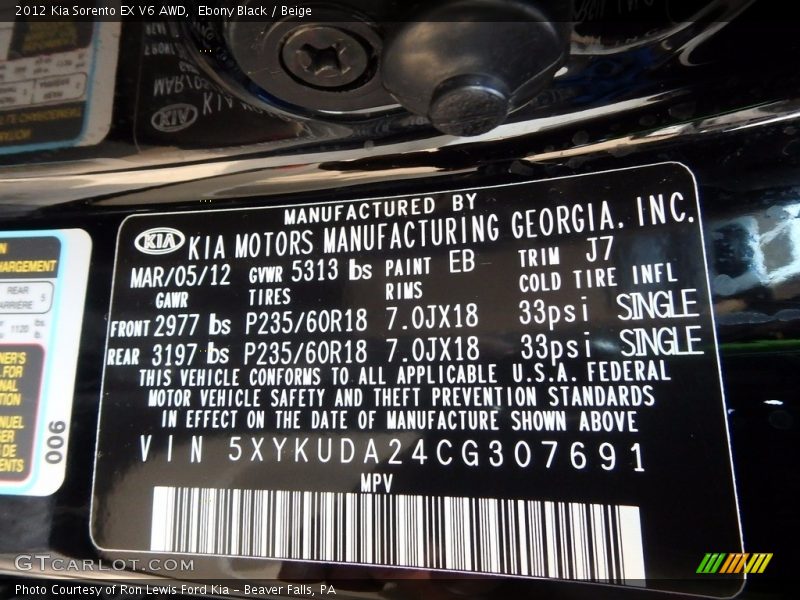 2012 Kia Sorento EX V6 AWD,  Ebony Black / Beige
MANUFACTURED BY
KIA KIA MOTORS MANUFACTURING GEORGIA, INC.
MAR/05/12 GVWR 5313 lbs PAINT EB TRIM J7
GAWR TIRES RIMS COLD TIRE INFL
FRONT 2977 lbs P235/60R18 7.0JX18 33psi SINGLE
REAR 3197 lbs P235/60R18 7.0JX18 33psi SINGLE
THIS VEHICLE CONFORMS TO ALL APPLICABLE U.S.A. FEDERAL
MOTOR VEHICLE SAFETY AND THEFT PREVENTION STANDARDS
IN EFFECT ON THE DATE OF MANUFACTURE SHOWN ABOVE
VIN 5XYKUDA24CG307691
MPV
REAR 5
1120
006
GTCARLOT.COM
Photo Courtesy of Ron Lewis Ford Kia – Beaver Falls, PA